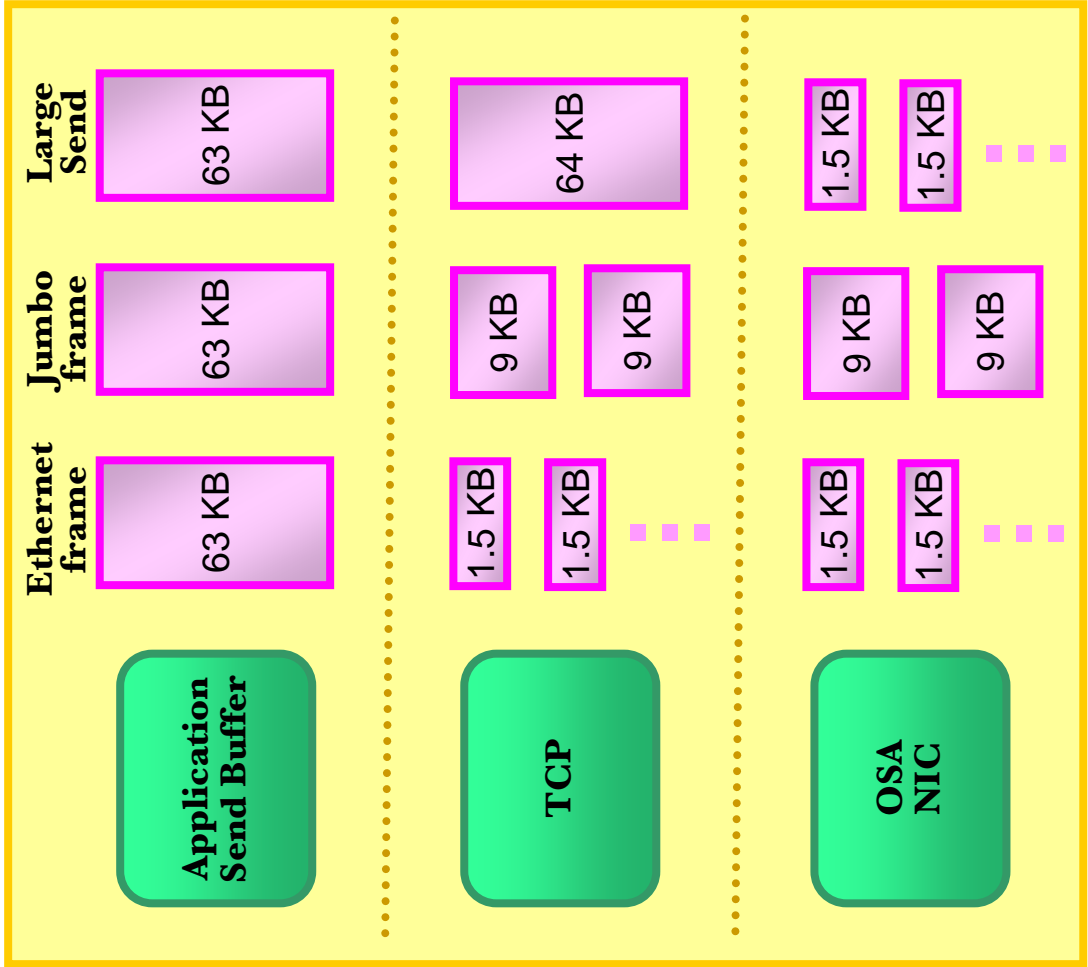 Ethernet
frame
Jumbo
frame
Large
Send
Application
Send Buffer
63 KB
63 KB
63 KB
TCP
1.5 KB
1.5 KB
9 KB
9 KB
64 KB
OSA
NIC
1.5 KB
1.5 KB
9 KB
9 KB
1.5 KB
1.5 KB